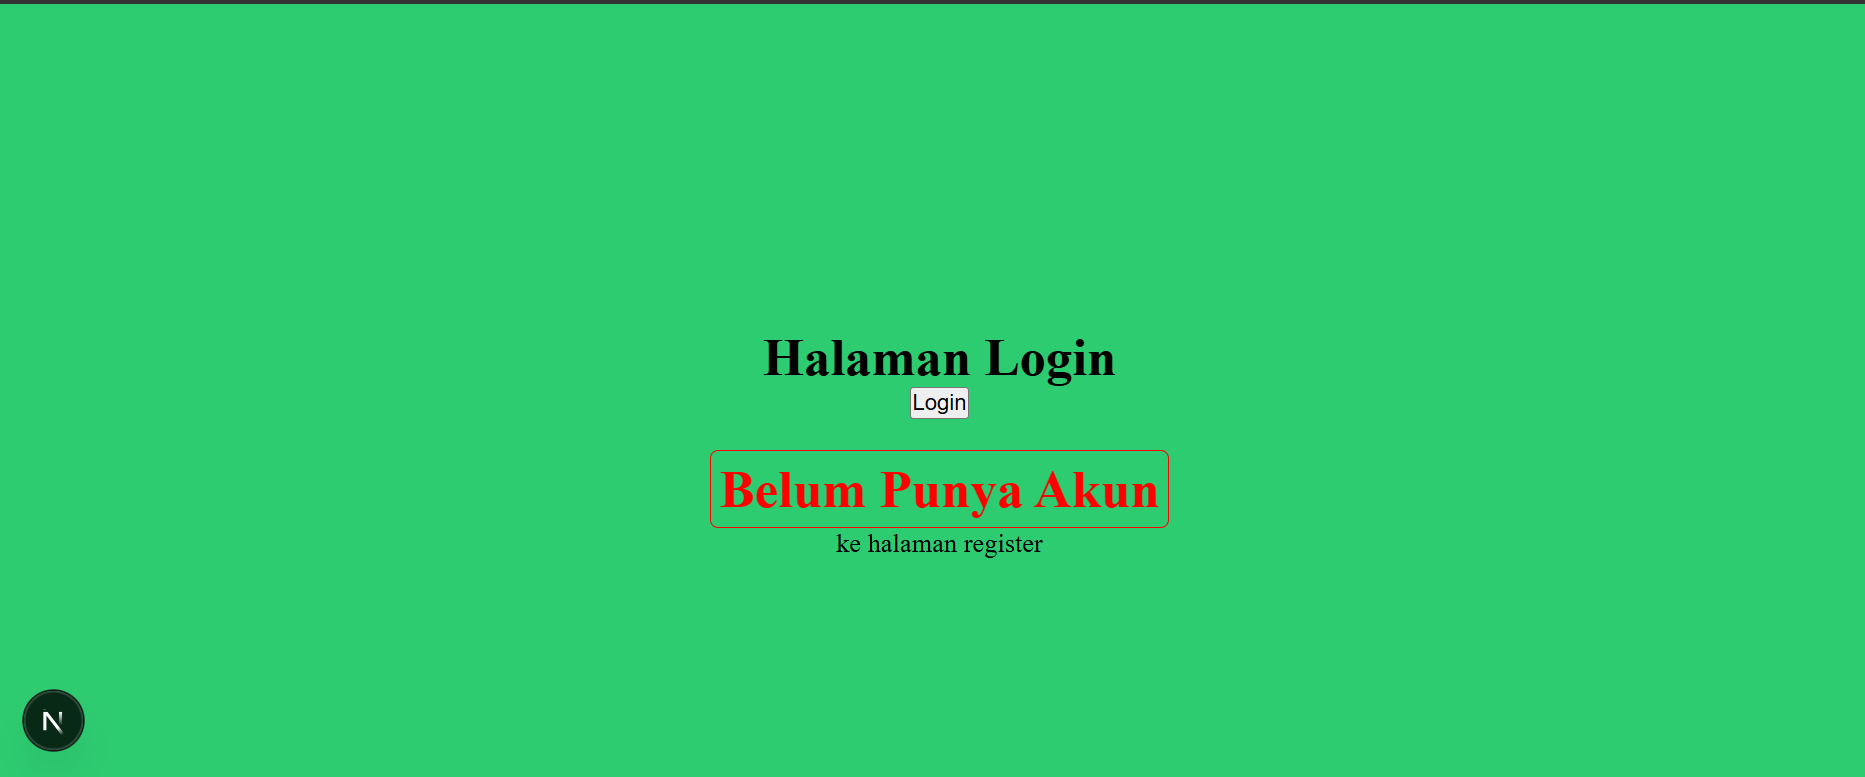 Halaman Login
Login
Belum Punya Akun
ke halaman register
N